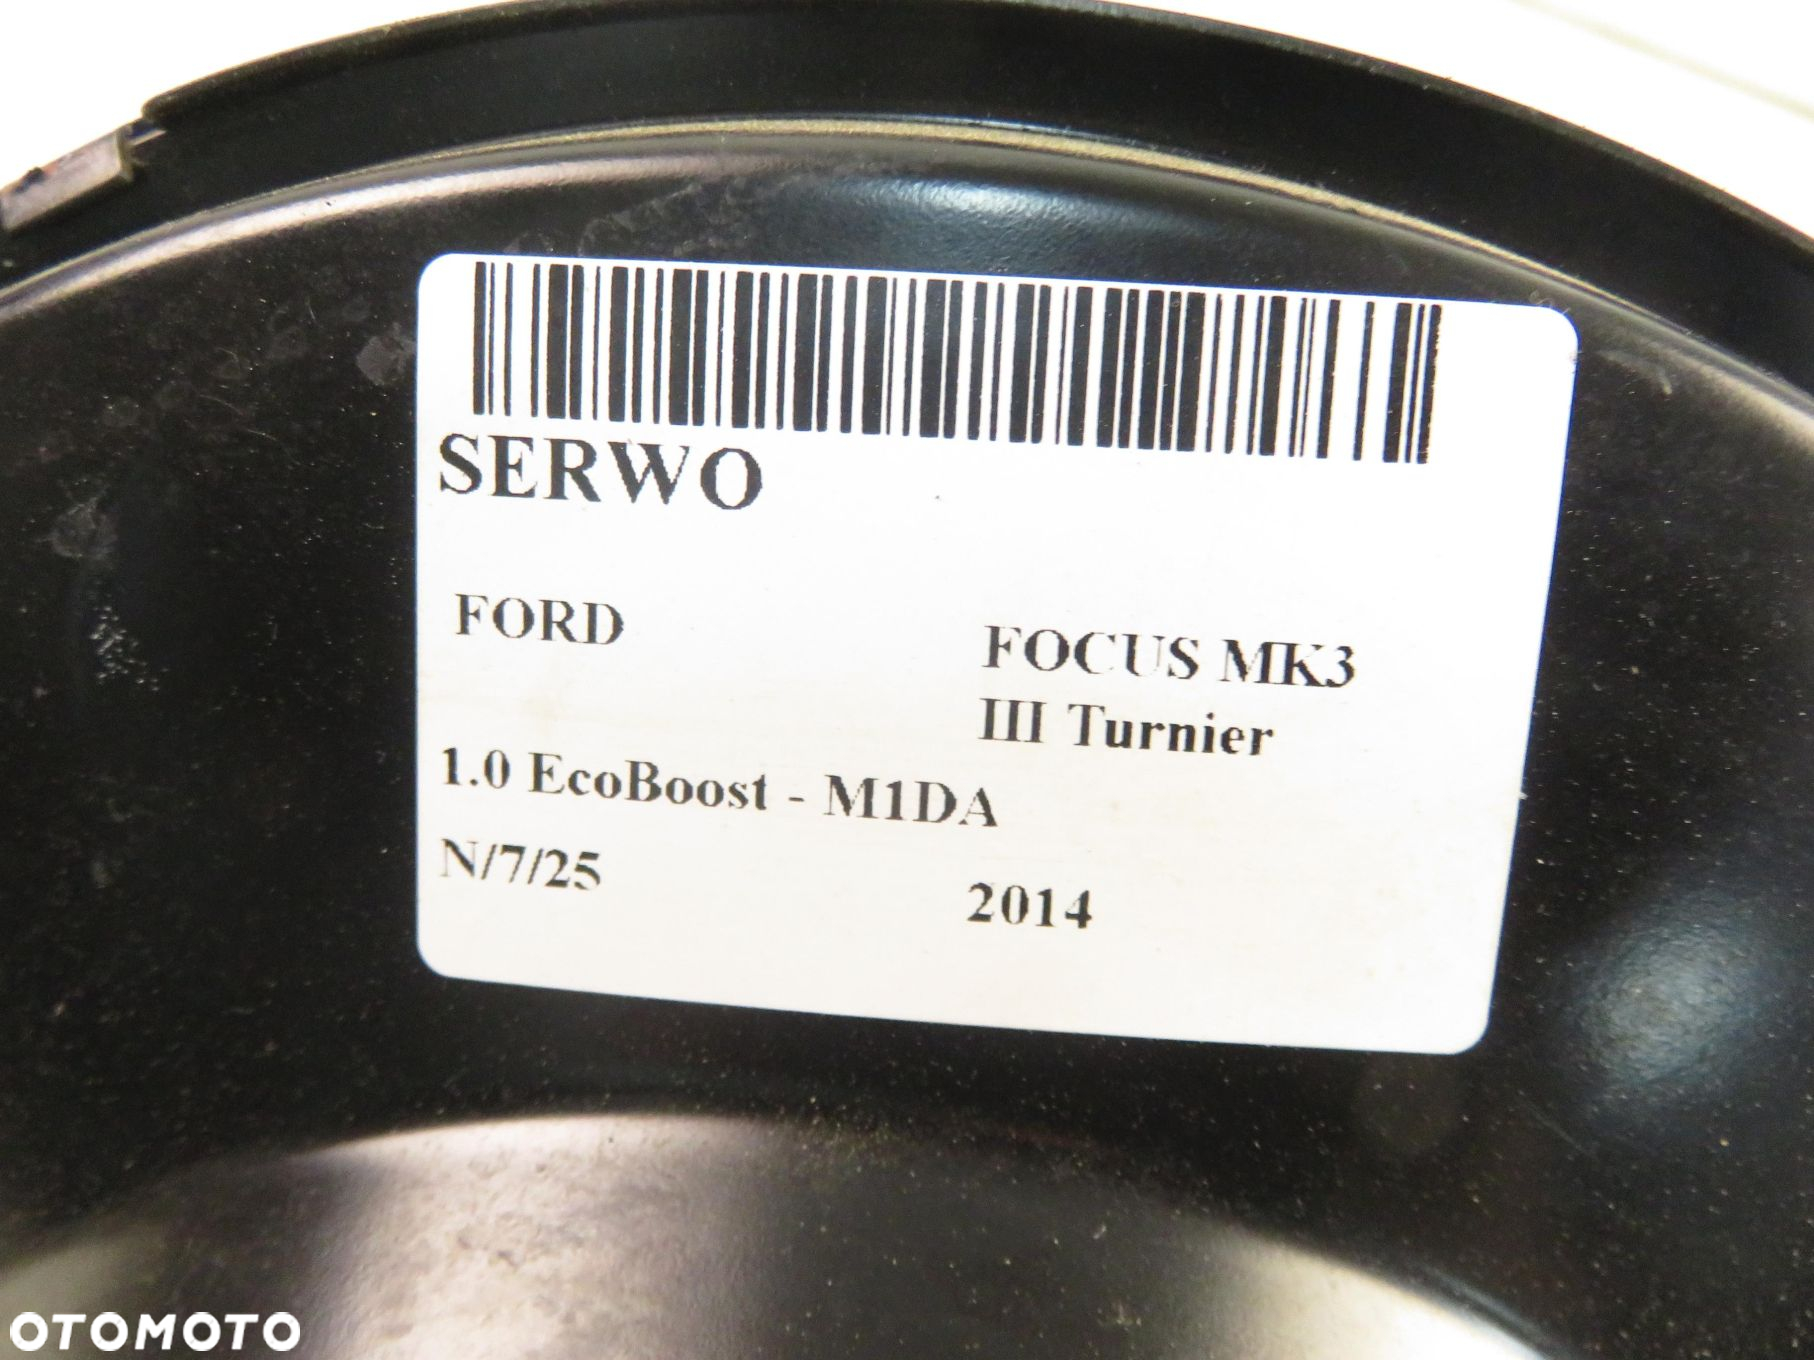 SERWO
FORD
FOCUS MK3
III Turnier
1.0 EcoBoost - M1DA
N/7/25
2014
OTOMOTO